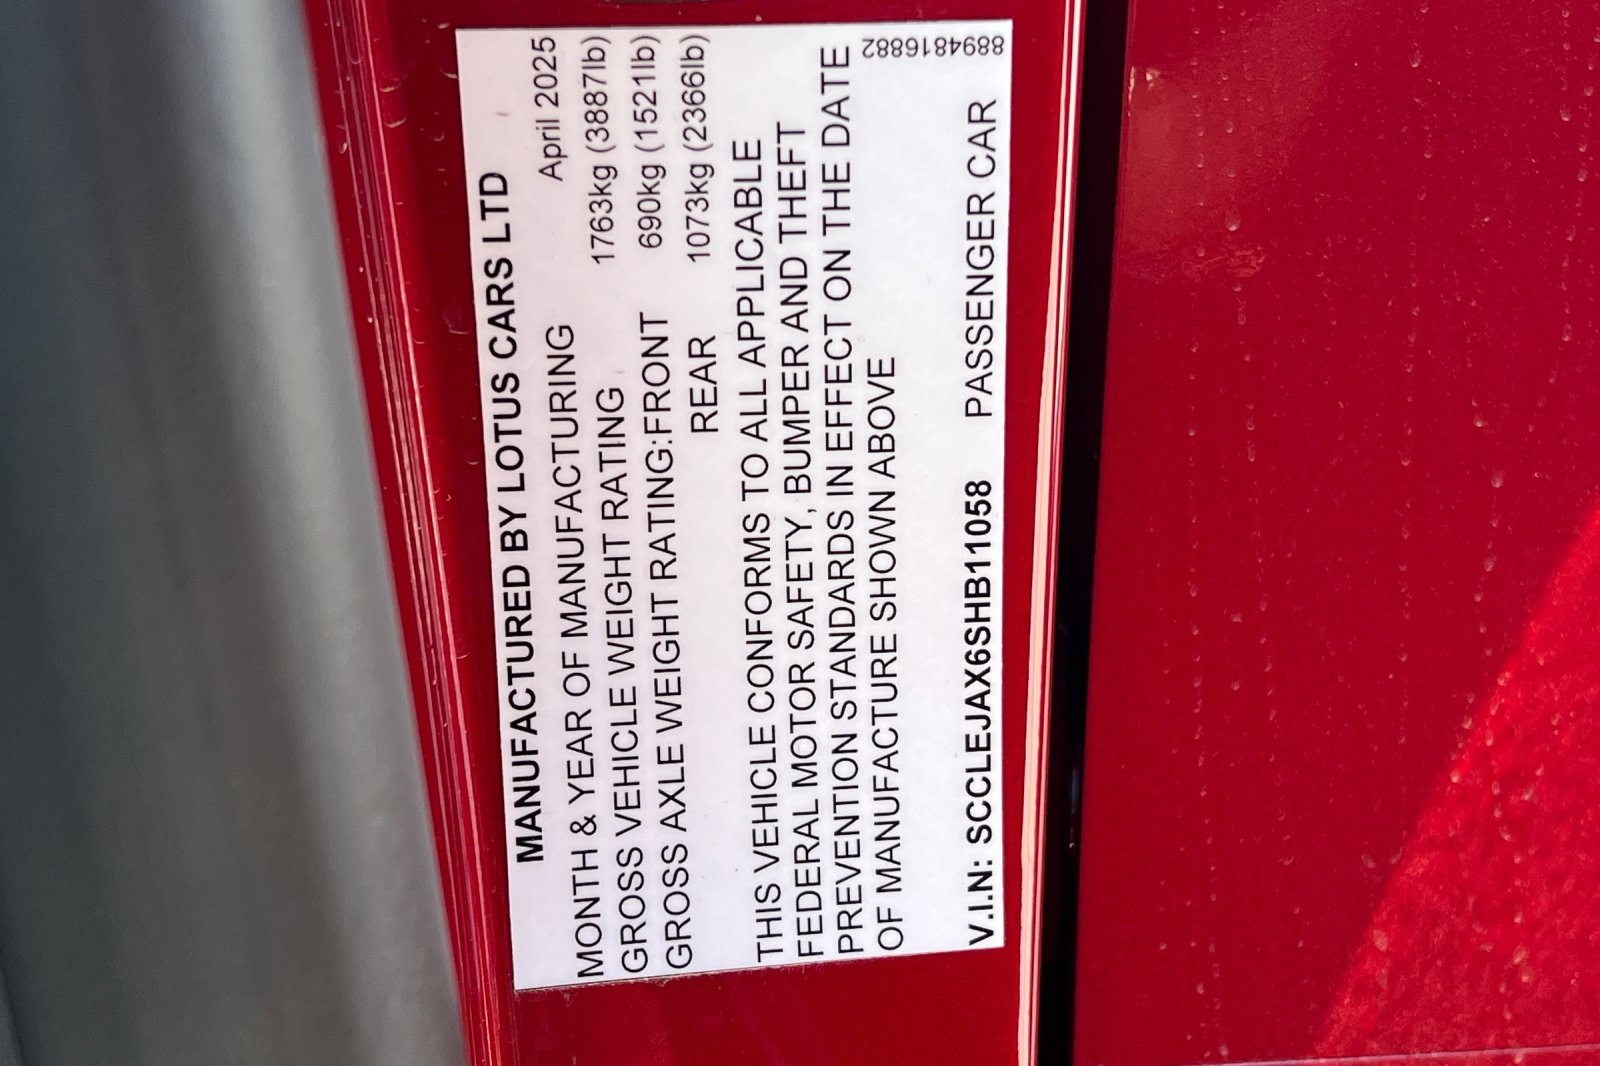 MANUFACTURED BY LOTUS CARS LTD
MONTH & YEAR OF MANUFACTURING April 2025
GROSS VEHICLE WEIGHT RATING 1763kg (3887lb)
GROSS AXLE WEIGHT RATING:FRONT 690kg (1521lb)
REAR 1073kg (2366lb)
THIS VEHICLE CONFORMS TO ALL APPLICABLE
FEDERAL MOTOR SAFETY, BUMPER AND THEFT
PREVENTION STANDARDS IN EFFECT ON THE DATE
OF MANUFACTURE SHOWN ABOVE
8894816882
V.I.N: SCCLEJAX6SHB11058 PASSENGER CAR